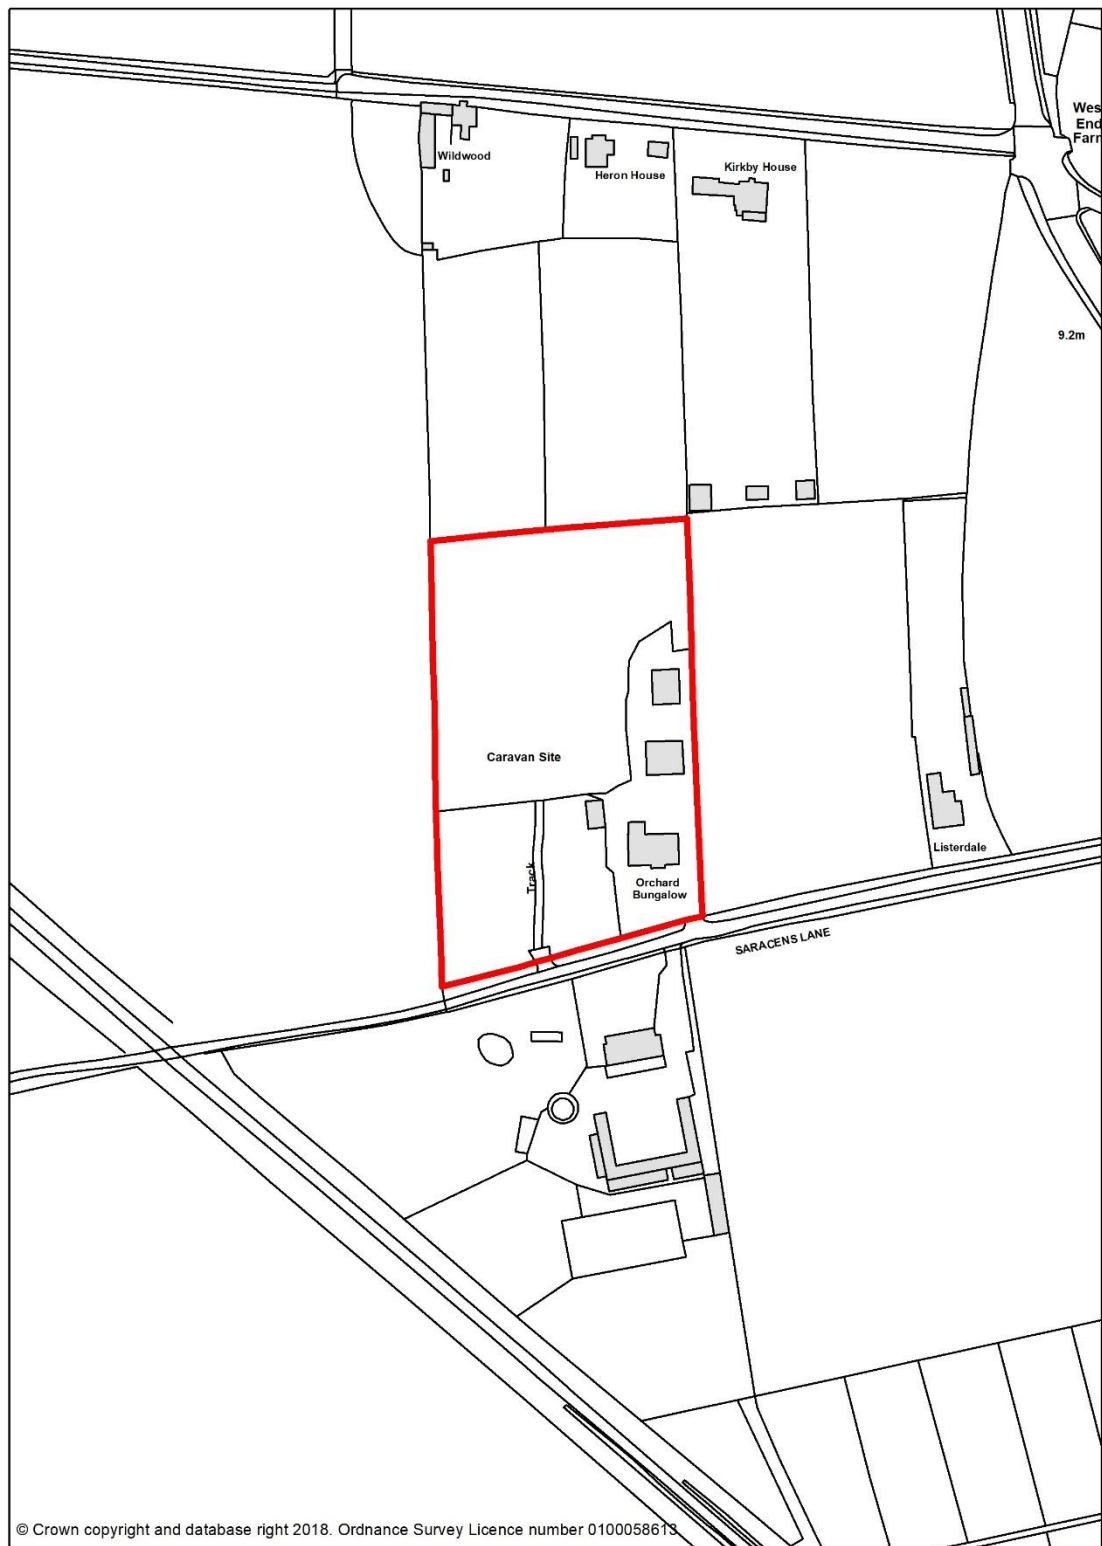 Wes
End
Farm
Wildwood
Heron House
Kirkby House
9.2m
Caravan Site
Track
Orchard
Bungalow
Listerdale
SARACENS LANE
© Crown copyright and database right 2018. Ordnance Survey Licence number 0100058613